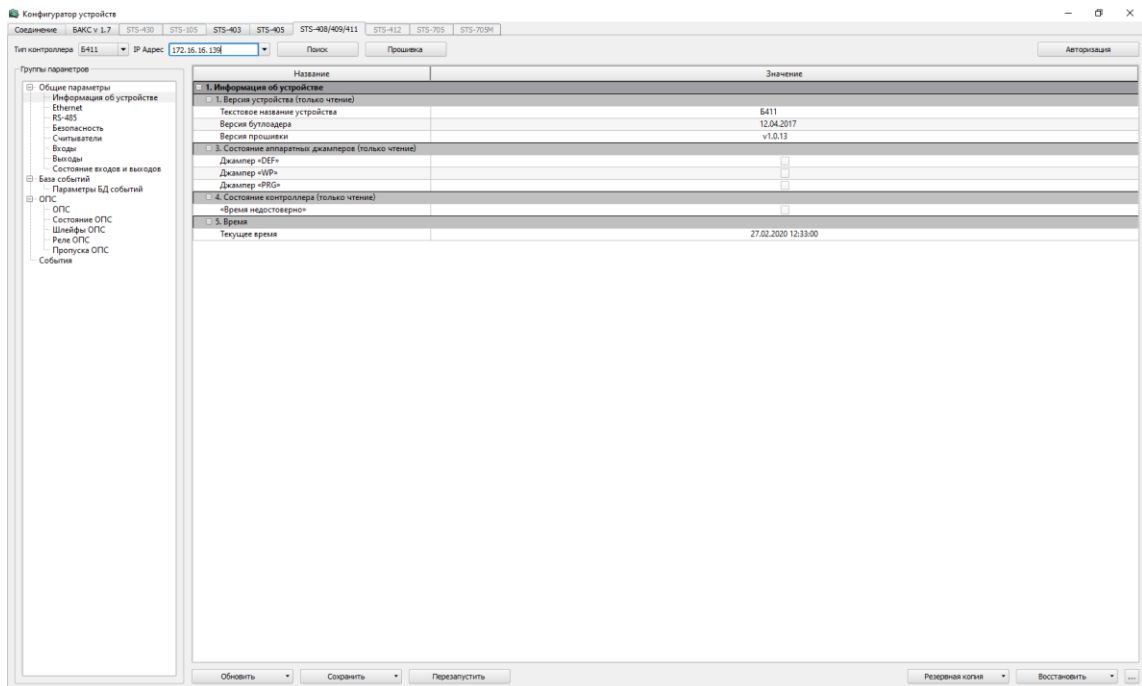 Конфигуратор устройств
Соединение БАКС v 1.7 STS-430 STS-105 STS-403 STS-405 STS-408/409/411 STS-412 STS-705 STS-705M
Тип контроллера Б411 IP Адрес 172.16.16.139 Поиск Прошивка Авторизация
Группы параметров
Общие параметры
Информация об устройстве
Ethernet
RS-485
Безопасность
Считыватели
Входы
Выходы
Состояние входов и выходов
База событий
Параметры БД событий
ОПС
ОПС
Состояние ОПС
Шлейфы ОПС
Реле ОПС
Пропуска ОПС
События
Название Значение
1. Информация об устройстве
1. Версия устройства (только чтение)
Текстовое название устройства Б411
Версия бутлоадера 12.04.2017
Версия прошивки v1.0.13
3. Состояние аппаратных джамперов (только чтение)
Джампер «DEF»
Джампер «WP»
Джампер «PRG»
4. Состояние контроллера (только чтение)
«Время недостоверно»
5. Время
Текущее время 27.02.2020 12:33:00
Обновить Сохранить Перезапустить Резервная копия Восстановить ...